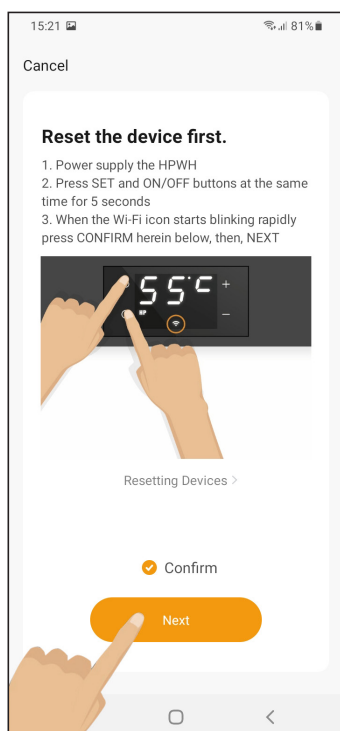 15:21 81%
Cancel
Reset the device first.
1. Power supply the HPWH
2. Press SET and ON/OFF buttons at the same
time for 5 seconds
3. When the Wi-Fi icon starts blinking rapidly
press CONFIRM herein below, then, NEXT
55°C
HP
Resetting Devices >
Confirm
Next